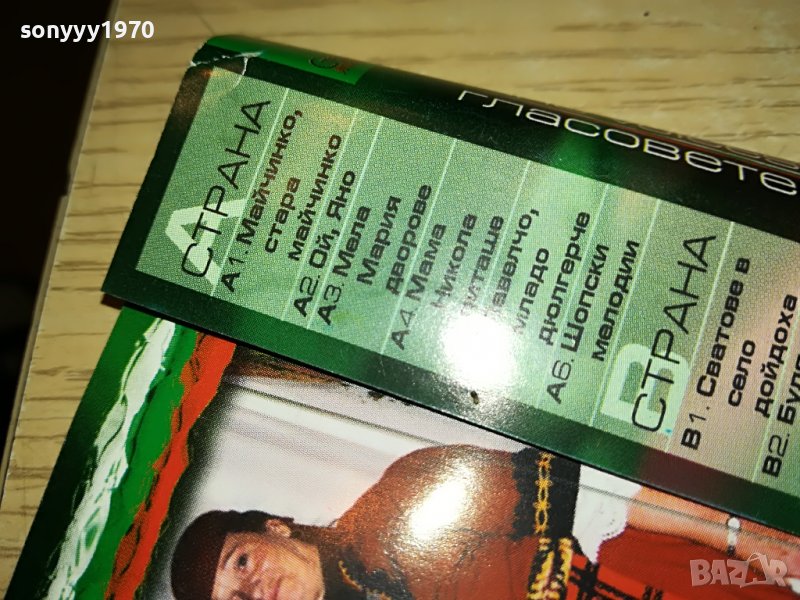 sonyyy1970
гласовете
А
СТРАНА
А1. Майчинко,
стара
майчинко
А2. Ой, Яно
А3. Мела
Мария
дворове
А4. Мама
Никола
питаше
младо
дюлгерче
А6. Шопски
мелодии
В
СТРАНА
В1. Сватове в
село
дойдоха
В2.
BAZAR